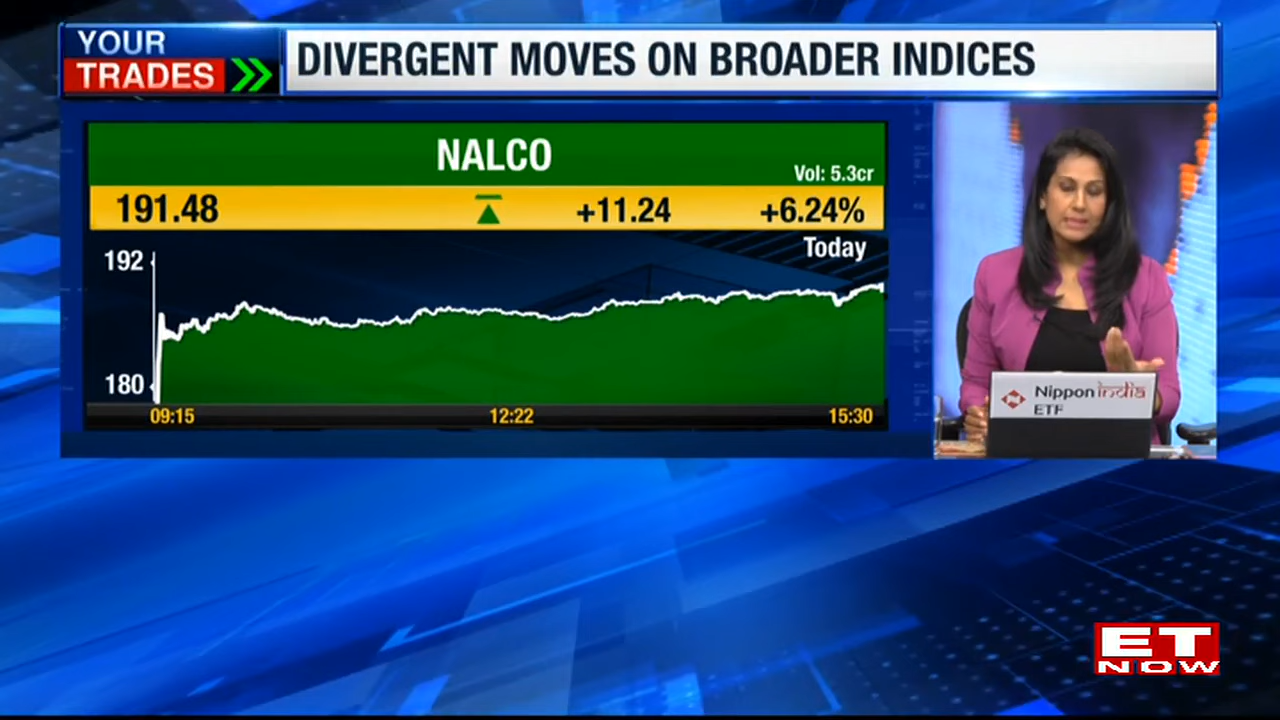 YOUR
TRADES
DIVERGENT MOVES ON BROADER INDICES
NALCO
Vol: 5.3cr
191.48 +11.24 +6.24%
Today
192
180
09:15 12:22 15:30
Nippon india
ETF
ET
NOW